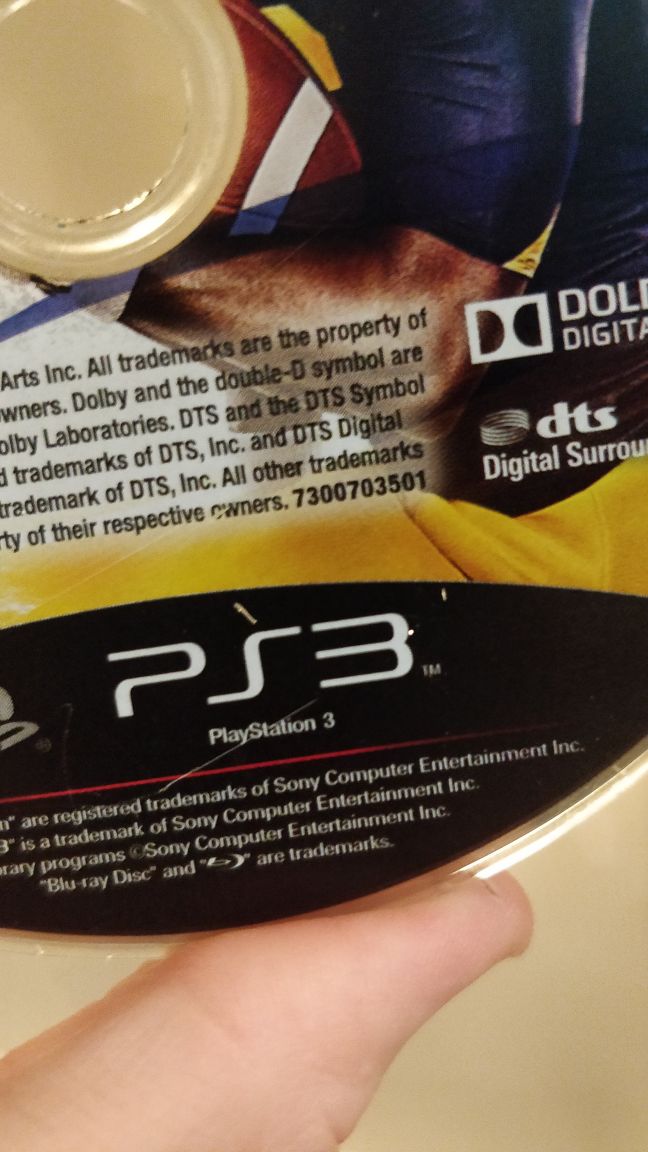 Arts Inc. All trademarks are the property of
owners. Dolby and the double-D symbol are
olby Laboratories. DTS and the DTS Symbol
d trademarks of DTS, Inc. and DTS Digital
trademark of DTS, Inc. All other trademarks
rty of their respective owners. 7300703501
DOLB
DIGITA
dts
Digital Surrou
PS3 ™
PlayStation 3
®
n" are registered trademarks of Sony Computer Entertainment Inc.
3" is a trademark of Sony Computer Entertainment Inc.
rary programs ©Sony Computer Entertainment Inc.
"Blu-ray Disc" and "BD" are trademarks.